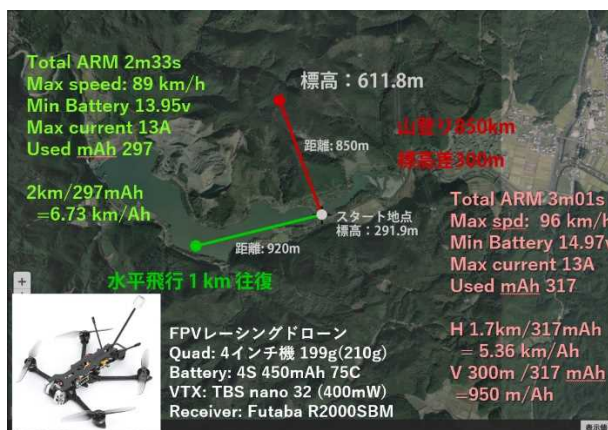 Total ARM 2m33s
Max speed: 89 km/h
Min Battery 13.95v
Max current 13A
Used mAh 297
2km/297mAh
=6.73 km/Ah
標高：611.8m
山登り850km
標高差300m
距離: 850m
スタート地点
標高：291.9m
距離: 920m
水平飛行１km 往復
Total ARM 3m01s
Max spd: 96 km/h
Min Battery 14.97v
Max current 13A
Used mAh 317
H 1.7km/317mAh
= 5.36 km/Ah
V 300m /317 mAh
=950 m/Ah
+
FPVレーシングドローン
Quad: 4インチ機 199g(210g)
Battery: 4S 450mAh 75C
VTX: TBS nano 32 (400mW)
Receiver: Futaba R2000SBM
表示値